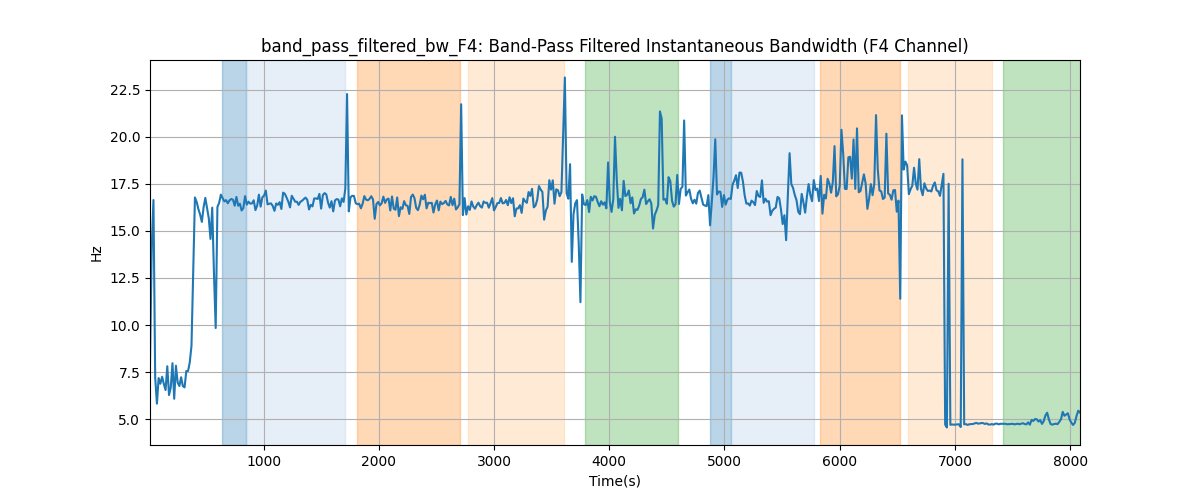 band_pass_filtered_bw_F4: Band-Pass Filtered Instantaneous Bandwidth (F4 Channel)
22.5
20.0
17.5
15.0
12.5
10.0
7.5
5.0
Hz
1000 2000 3000 4000 5000 6000 7000 8000
Time(s)